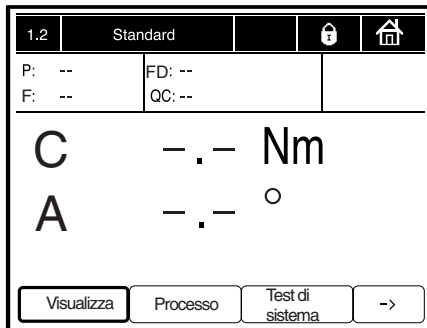 1.2 Standard
P: -- FD: --
F: -- QC: --
C -.- Nm
A -.- °
Visualizza Processo Test di sistema ->